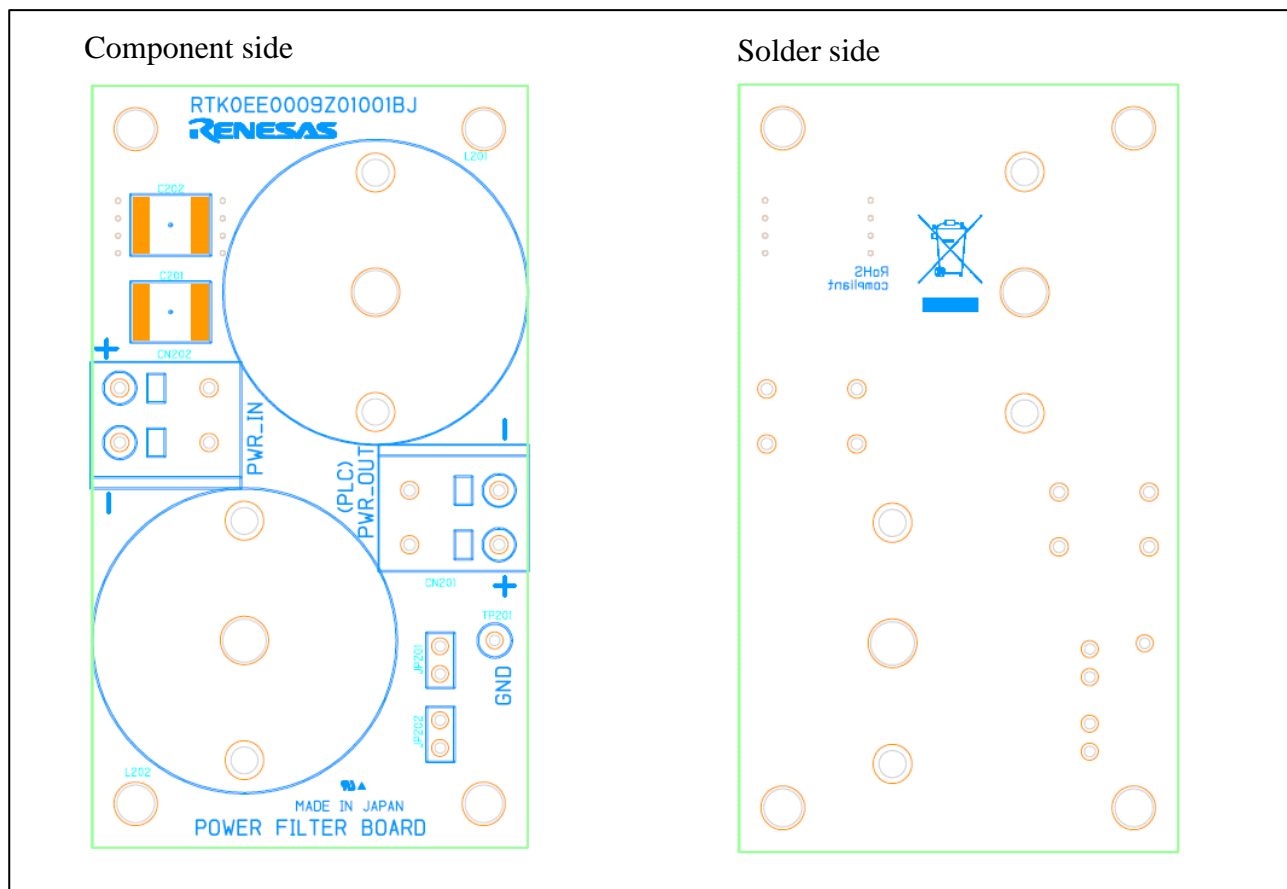 Component side
Solder side
RTK0EE0009Z01001BJ
RENESAS
L201
C202
C201
+
CN202
PWR_IN
-
-
(PLC)
PWR_OUT
CN201
+
TP201
GND
JP201
JP202
L202
MADE IN JAPAN
POWER FILTER BOARD
RoHS
compliant